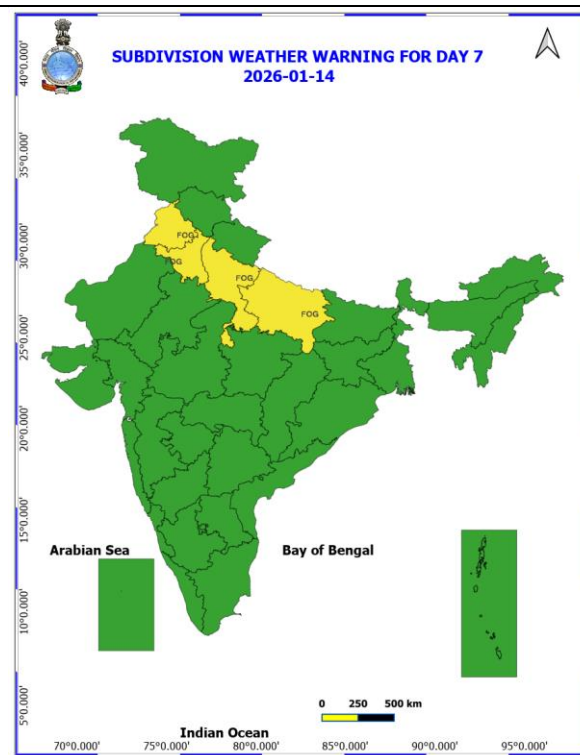 SUBDIVISION WEATHER WARNING FOR DAY 7
2026-01-14
40°0.000'
35°0.000'
30°0.000'
25°0.000'
20°0.000'
15°0.000'
10°0.000'
5°0.000'
FOG
FOG
FOG
Arabian Sea
Bay of Bengal
0 250 500 km
Indian Ocean
70°0.000' 75°0.000' 80°0.000' 85°0.000' 90°0.000' 95°0.000'